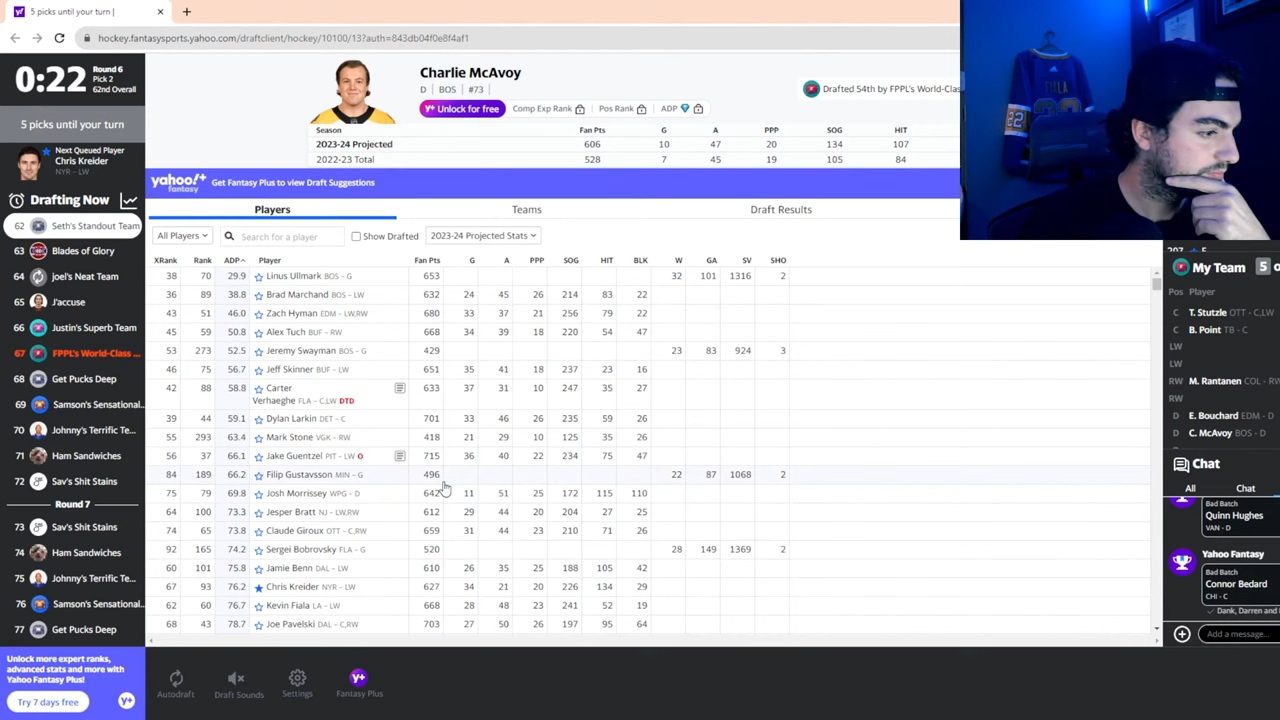 5 picks until your turn |
hockey.fantasysports.yahoo.com/draftclient/hockey/10100/13?auth=843db04f0e8f4af1
0:22
Round 6
Pick 2
62nd Overall
5 picks until your turn
Next Queued Player
Chris Kreider
NYR - LW
Drafting Now
62 Seth's Standout Team
63 Blades of Glory
64 Joel's Neat Team
65 J'accuse
66 Justin's Superb Team
67 FPPL's World-Class ...
68 Get Pucks Deep
69 Samson's Sensational.
70 Johnny's Terrific Te...
71 Ham Sandwiches
72 Sav's Shit Stains
Round 7
73 Sav's Shit Stains
74 Ham Sandwiches
75 Johnny's Terrific Te...
76 Samson's Sensational.
77 Get Pucks Deep
Unlock more expert ranks,
advanced stats and more with
Yahoo Fantasy Plus!
Try 7 days free
y+
Charlie McAvoy
D BOS #73
y+ Unlock for free Comp Exp Rank Pos Rank ADP
Drafted 54th by FPPL's World-Clas
Season Fan Pts G A PPP SOG HIT
2023-24 Projected 606 10 47 20 134 107
2022-23 Total 528 7 45 19 105 84
yahoo!+
fantasy
Get Fantasy Plus to view Draft Suggestions
Players Teams Draft Results
All Players Search for a player Show Drafted 2023-24 Projected Stats
XRank Rank ADP Player Fan Pts G A PPP SOG HIT BLK W GA SV SHO
38 70 29.9 Linus Ullmark BOS - G 653 32 101 1316 2
36 89 38.8 Brad Marchand BOS - LW 632 24 45 26 214 83 22
43 51 46.0 Zach Hyman EDM - LW,RW 680 33 37 21 256 79 22
45 59 50.8 Alex Tuch BUF - RW 668 34 39 18 220 54 47
53 273 52.5 Jeremy Swayman BOS - G 429 23 83 924 3
46 75 56.7 Jeff Skinner BUF - LW 651 35 41 18 237 23 16
42 88 58.8 Carter Verhaeghe FLA - C,LW DTD 633 37 31 10 247 35 27
39 44 59.1 Dylan Larkin DET - C 701 33 46 26 235 59 26
55 293 63.4 Mark Stone VGK - RW 418 21 29 10 125 35 26
56 37 66.1 Jake Guentzel PIT - LW O 715 36 40 22 234 75 47
84 189 66.2 Filip Gustavsson MIN - G 496 22 87 1068 2
75 79 69.8 Josh Morrissey WPG - D 642 11 51 25 172 115 110
64 100 73.3 Jesper Bratt NJ - LW,RW 612 29 44 20 204 27 25
74 65 73.8 Claude Giroux OTT - C,RW 659 31 44 23 210 71 26
92 165 74.2 Sergei Bobrovsky FLA - G 520 28 149 1369 2
60 101 75.8 Jamie Benn DAL - LW 610 26 35 25 188 105 42
67 93 76.2 Chris Kreider NYR - LW 627 34 21 20 226 134 29
62 60 76.7 Kevin Fiala LA - LW 668 28 48 23 241 52 19
68 43 78.7 Joe Pavelski DAL - C,RW 703 27 50 26 197 95 64
Autodraft
Draft Sounds
Settings
Fantasy Plus
My Team 5 o
Pos Player
C T. Stutzle OTT - C,LW
C B. Point TB - C
LW
LW
RW M. Rantanen COL - R
RW
D E. Bouchard EDM - D
D C. McAvoy BOS - D
Chat
All Chat
Bad Batch
Quinn Hughes
VAN - D
Yahoo Fantasy
Bad Batch
Connor Bedard
CHI - C
Dank, Darren and
Add a message...